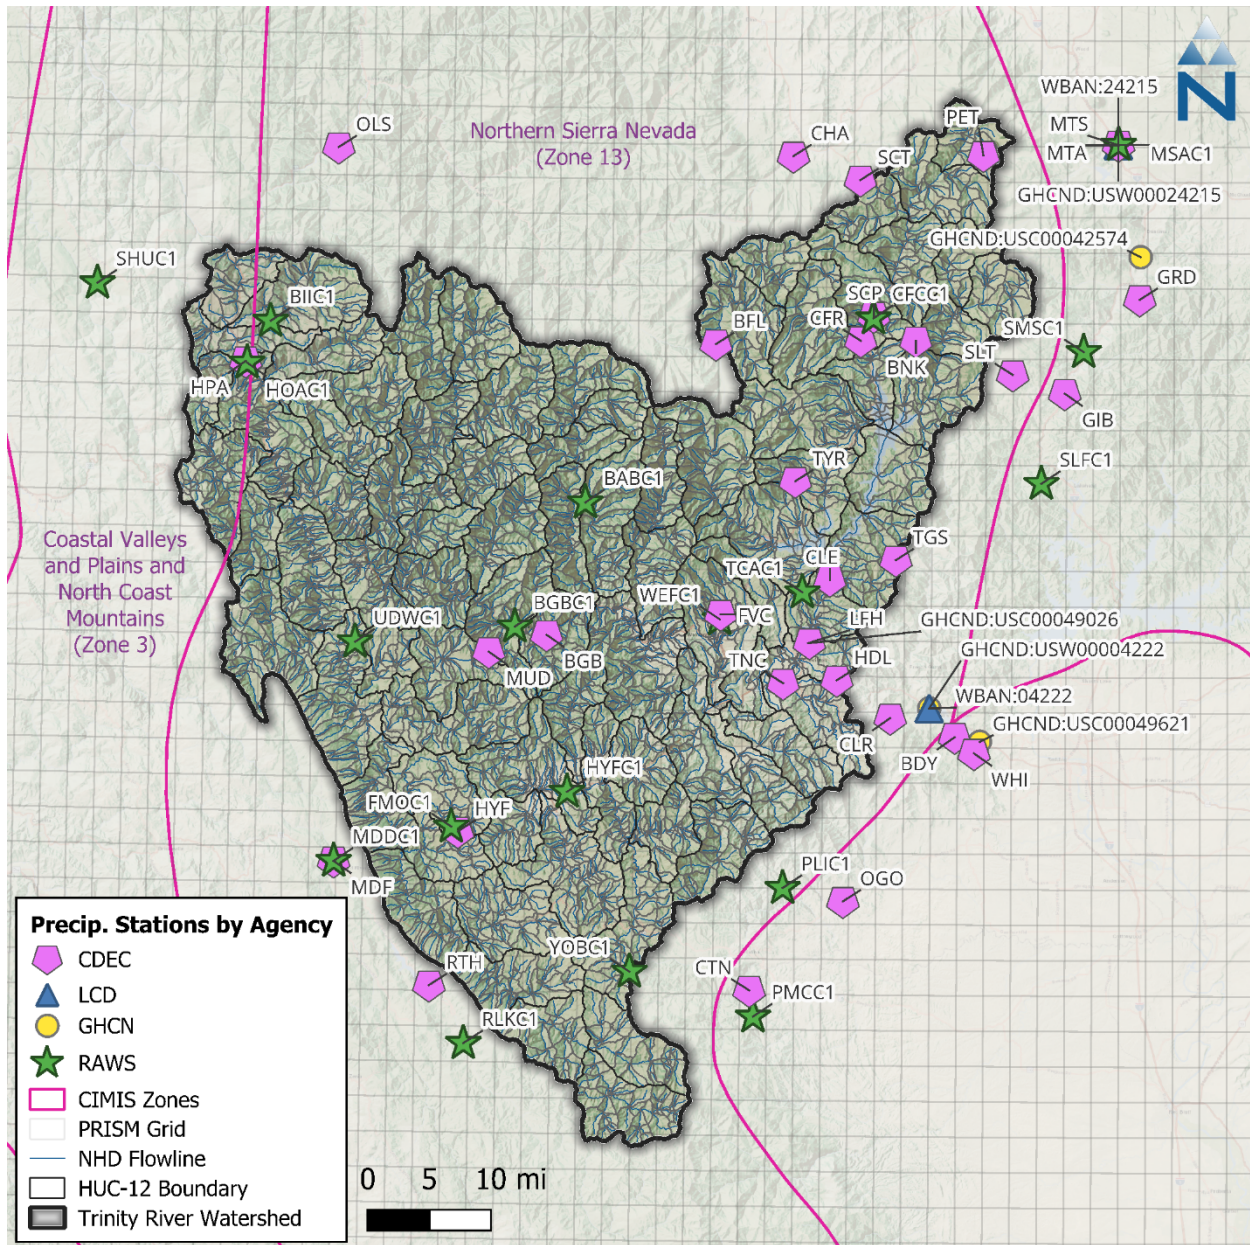 WBAN:24215
PET
MTS
OLS
Northern Sierra Nevada
(Zone 13)
CHA
SCT
MTA
MSAC1
GHCND:USW00024215
GHCND:USC00042574
SHUC1
GRD
BIIC1
SCP
CFCC1
CFR
BFL
SMSC1
BNK
SLT
HPA
HOAC1
GIB
TYR
SLFC1
BABC1
Coastal Valleys
and Plains and
North Coast
Mountains
(Zone 3)
TGS
CLE
TCAC1
WEFC1
BGBC1
FVC
LFH
GHCND:USC00049026
UDWC1
GHCND:USW00004222
BGB
TNC
HDL
MUD
WBAN:04222
GHCND:USC00049621
CLR
BDY
WHI
HYFC1
FMOC1
HYF
MDDC1
MDF
PLIC1
OGO
YOBC1
RTH
CTN
PMCC1
RLKC1
Precip. Stations by Agency
CDEC
LCD
GHCN
RAWS
CIMIS Zones
PRISM Grid
NHD Flowline
HUC-12 Boundary
Trinity River Watershed
0 5 10 mi
N